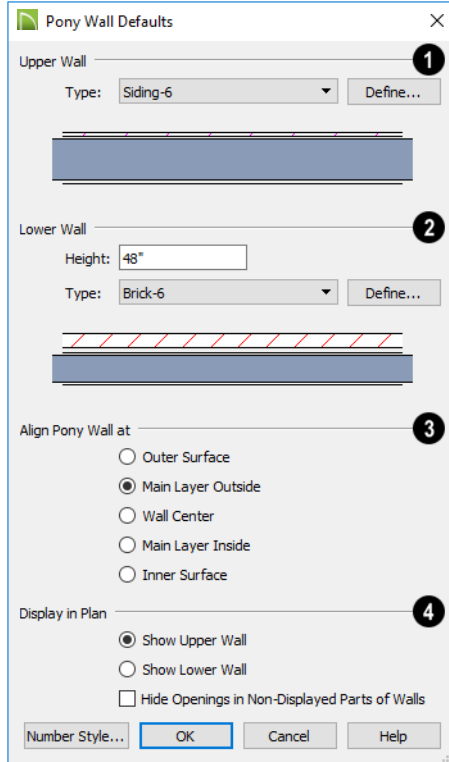 Pony Wall Defaults
Upper Wall 1
Type: Siding-6 Define...
Lower Wall 2
Height: 48"
Type: Brick-6 Define...
Align Pony Wall at 3
Outer Surface
Main Layer Outside
Wall Center
Main Layer Inside
Inner Surface
Display in Plan 4
Show Upper Wall
Show Lower Wall
Hide Openings in Non-Displayed Parts of Walls
Number Style... OK Cancel Help